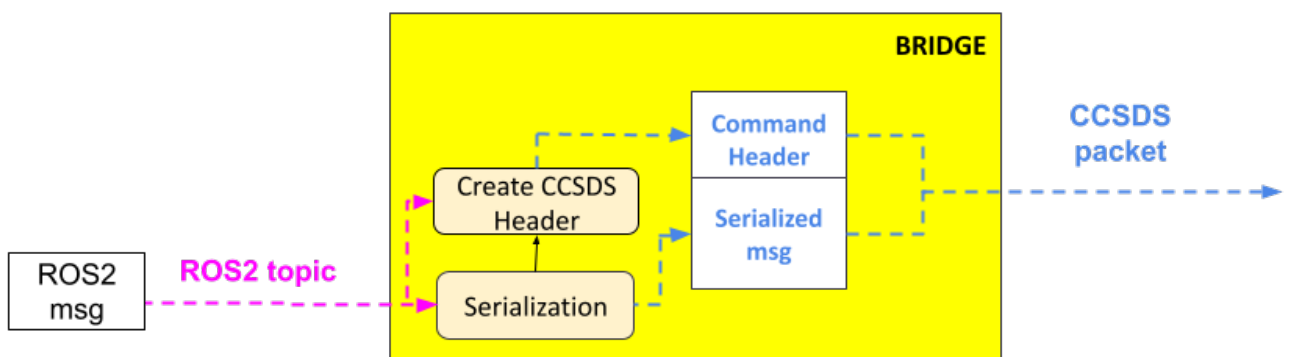 BRIDGE
CCSDS
packet
Command
Header
Create CCSDS
Header
Serialized
msg
ROS2 topic
ROS2
msg
Serialization